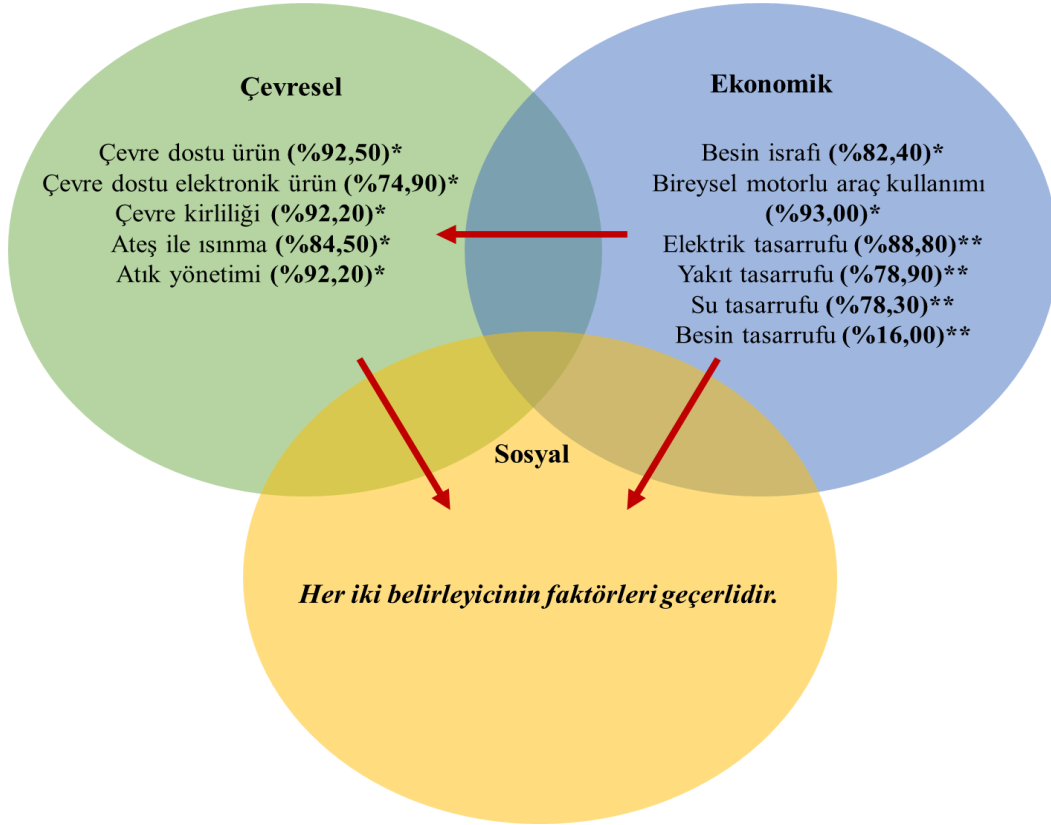 Çevresel
Çevre dostu ürün (%92,50)*
Çevre dostu elektronik ürün (%74,90)*
Çevre kirliliği (%92,20)*
Ateş ile ısınma (%84,50)*
Atık yönetimi (%92,20)*
Ekonomik
Besin israfı (%82,40)*
Bireysel motorlu araç kullanımı
(%93,00)*
Elektrik tasarrufu (%88,80)**
Yakıt tasarrufu (%78,90)**
Su tasarrufu (%78,30)**
Besin tasarrufu (%16,00)**
Sosyal
Her iki belirleyicinin faktörleri geçerlidir.